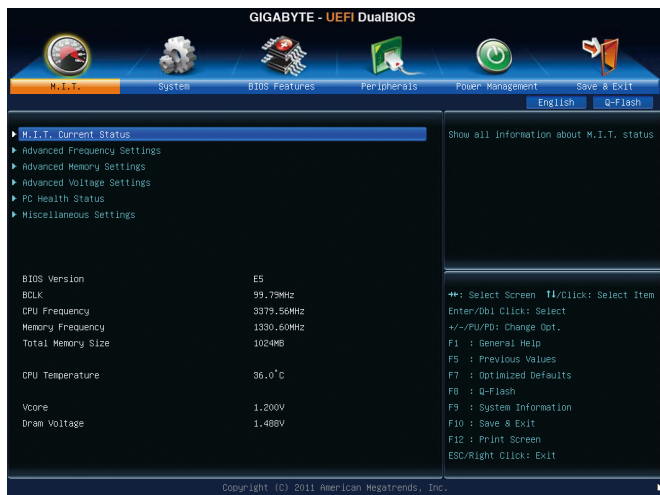 GIGABYTE - UEFI DualBIOS
M.I.T. System BIOS Features Peripherals Power Management Save & Exit
English Q-Flash
M.I.T. Current Status
Advanced Frequency Settings
Advanced Memory Settings
Advanced Voltage Settings
PC Health Status
Miscellaneous Settings
Show all information about M.I.T. status
BIOS Version E5
BCLK 99.79MHz
CPU Frequency 3379.56MHz
Memory Frequency 1330.60MHz
Total Memory Size 1024MB
CPU Temperature 36.0°C
Vcore 1.200V
Dram Voltage 1.488V
→←: Select Screen ↑↓/Click: Select Item
Enter/Dbl Click: Select
+/-/PU/PD: Change Opt.
F1 : General Help
F5 : Previous Values
F7 : Optimized Defaults
F8 : Q-Flash
F9 : System Information
F10 : Save & Exit
F12 : Print Screen
ESC/Right Click: Exit
Copyright (C) 2011 American Megatrends, Inc.